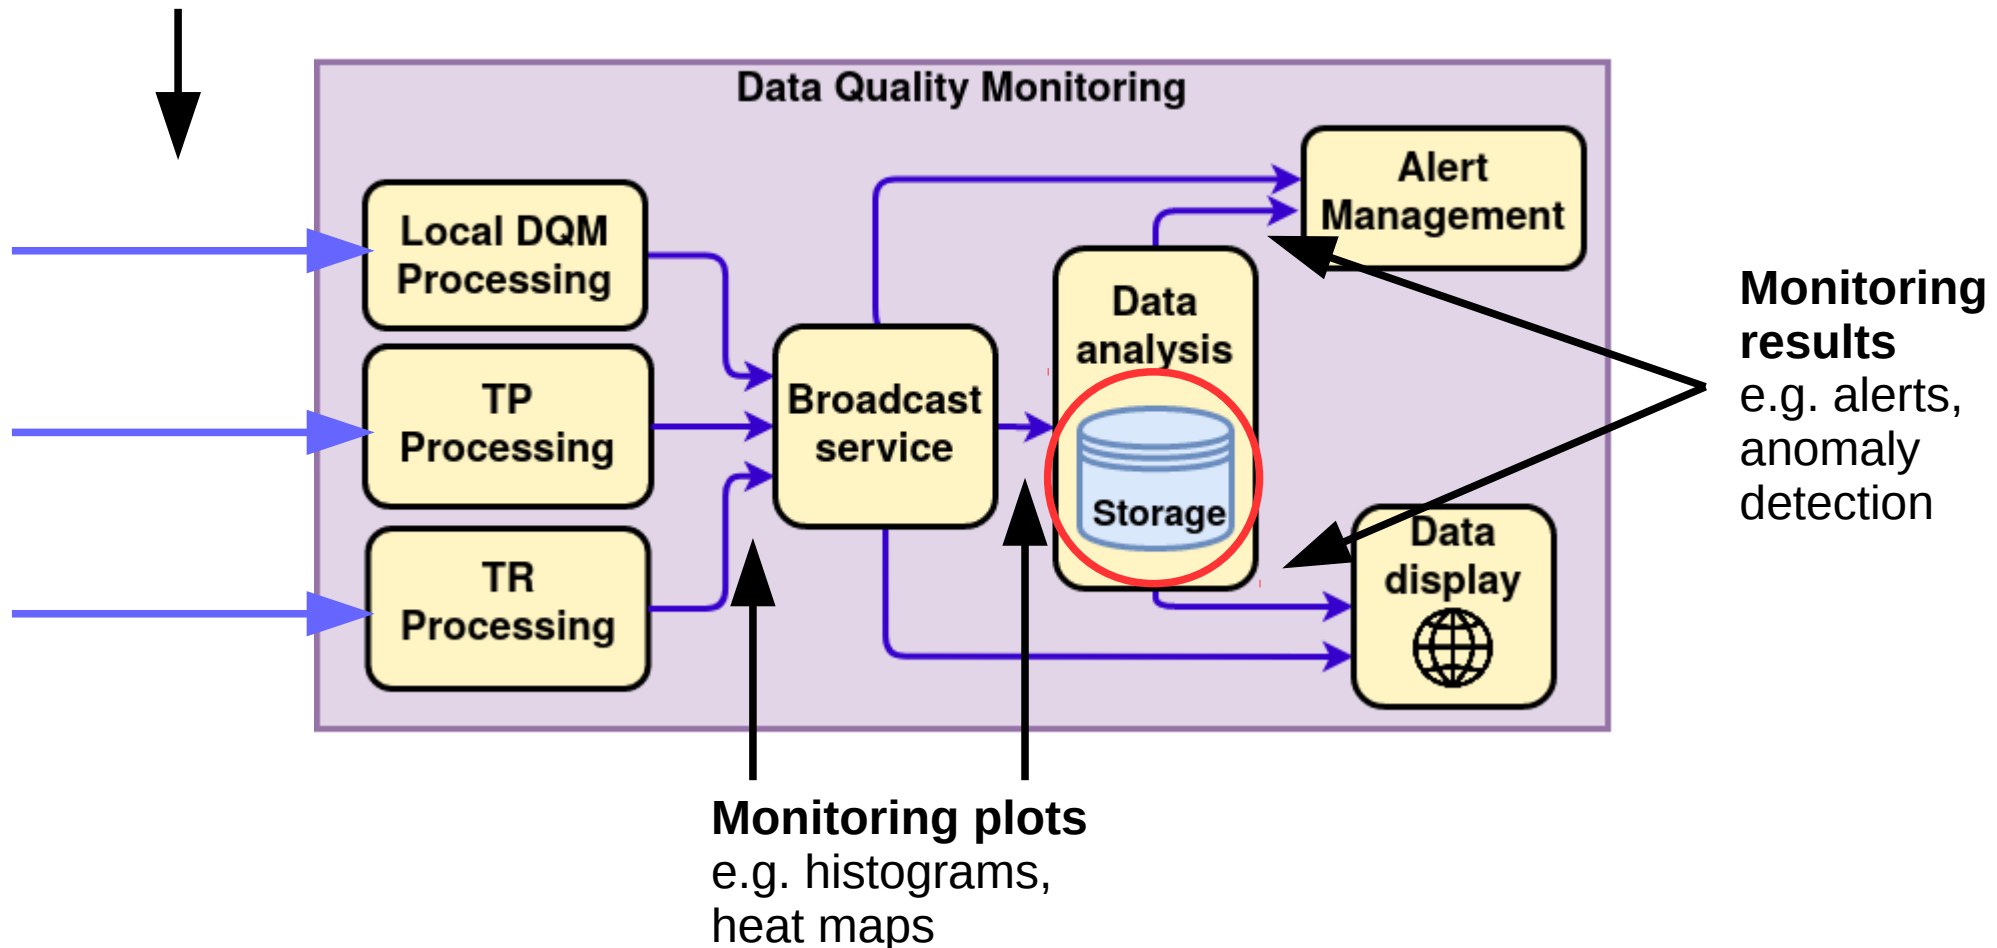 Data Quality Monitoring
Local DQM
Processing
TP
Processing
TR
Processing
Broadcast
service
Data
analysis
Storage
Alert
Management
Data
display
Monitoring
results
e.g. alerts,
anomaly
detection
Monitoring plots
e.g. histograms,
heat maps